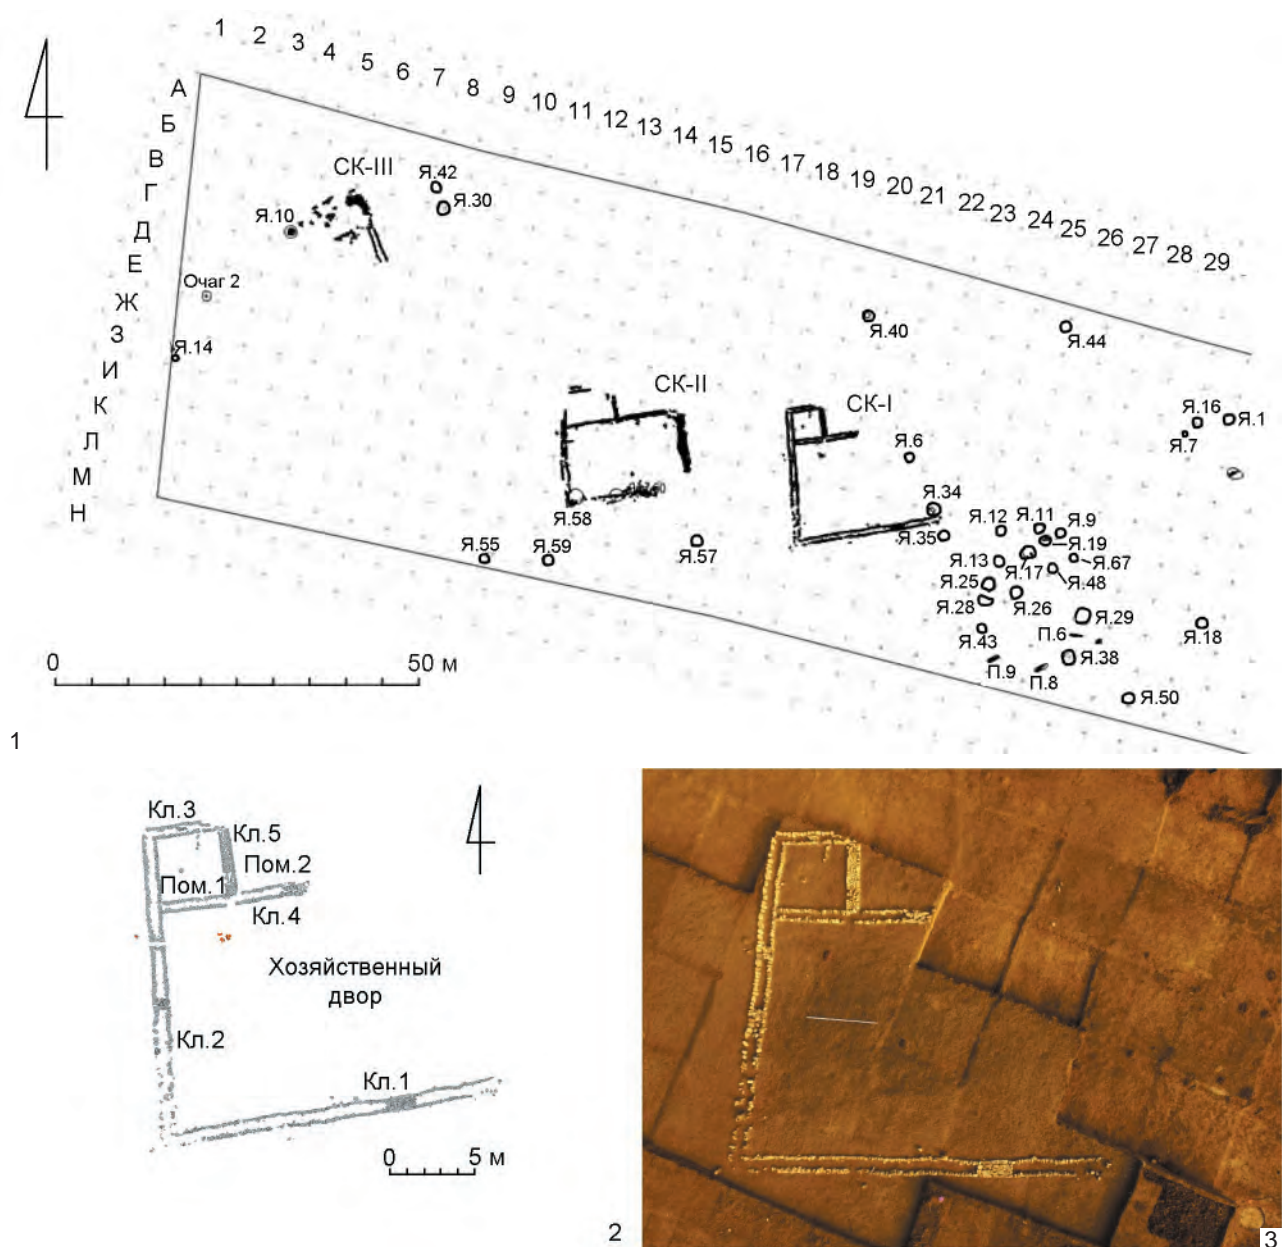 1 2 3 4 5 6 7 8 9 10 11 12 13 14 15 16 17 18 19 20 21 22 23 24 25 26 27 28 29
А
Б
В
Г
Д
Е
Ж
З
И
К
Л
М
Н
СК-III
Я.42
Я.30
Я.10
Очаг 2
Я.14
Я.40
Я.44
СК-II
СК-I
Я.16
Я.1
Я.7
Я.6
Я.34
Я.58
Я.12
Я.11
Я.9
Я.35
Я.19
Я.55
Я.59
Я.57
Я.13
Я.17
Я.67
Я.48
Я.25
Я.28
Я.26
Я.29
Я.43
П.6
Я.18
Я.38
П.9
П.8
Я.50
0 50 м
1
Кл.3
Кл.5
Пом.2
Пом.1
Кл.4
Хозяйственный
двор
Кл.2
Кл.1
0 5 м
2
3